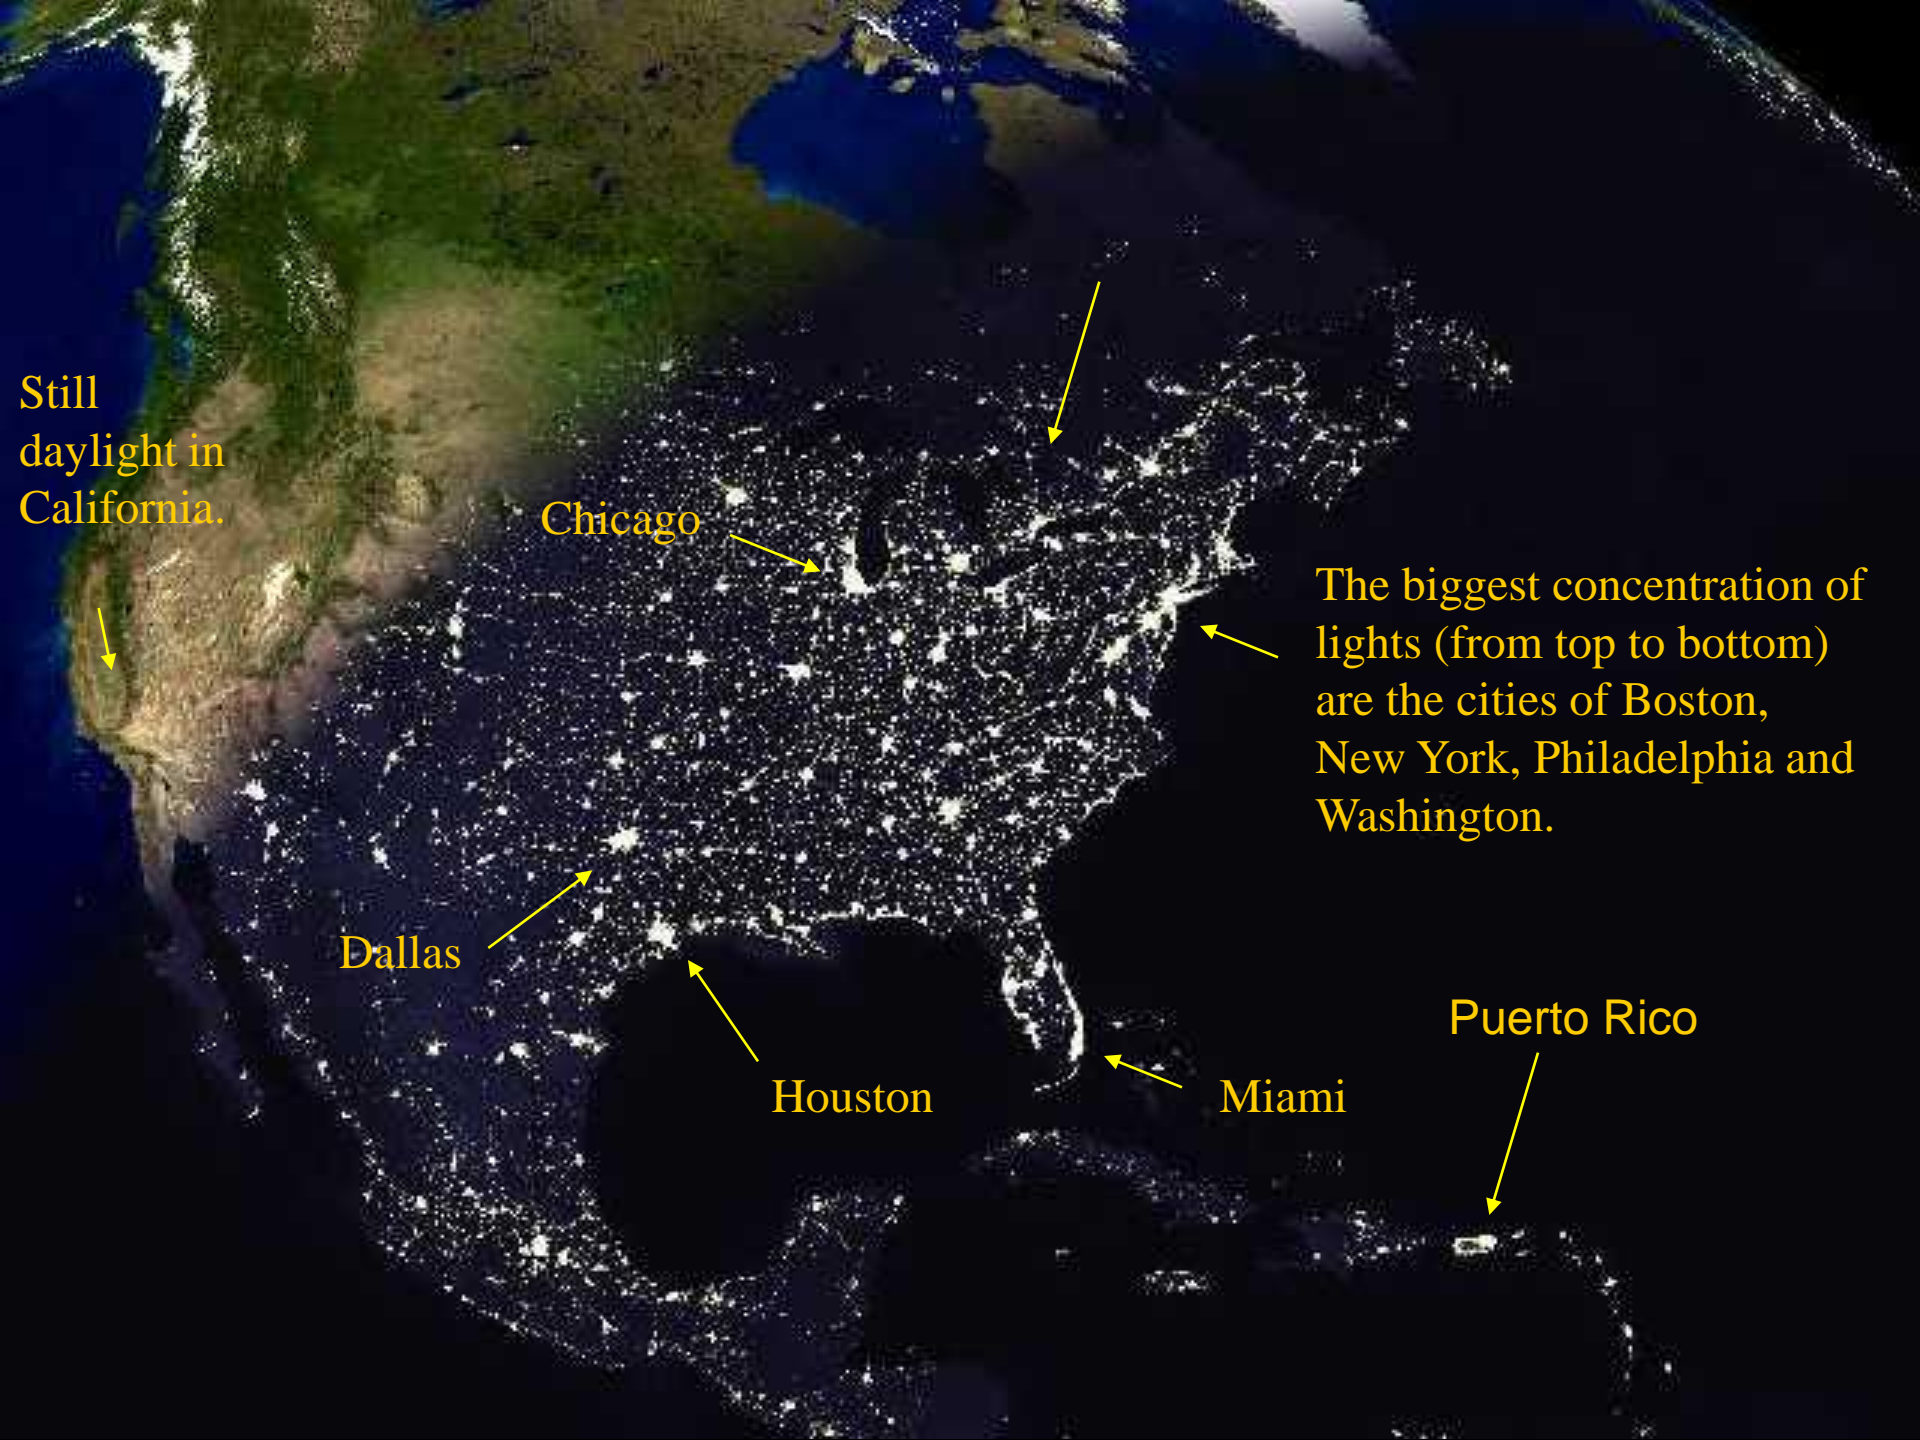 Still
daylight in
California.
Chicago
The biggest concentration of
lights (from top to bottom)
are the cities of Boston,
New York, Philadelphia and
Washington.
Dallas
Houston
Miami
Puerto Rico